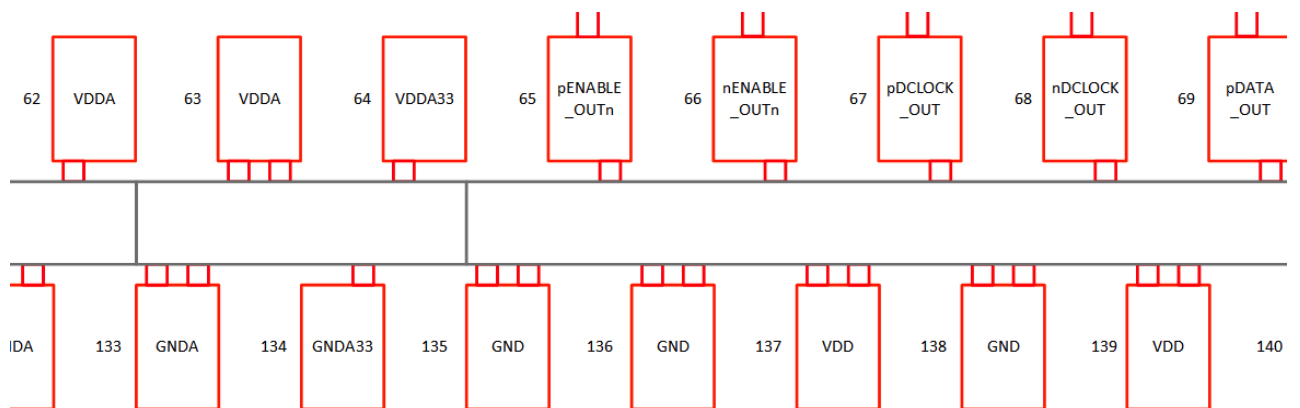 62 VDDA 63 VDDA 64 VDDA33 65 pENABLE 66 nENABLE 67 pDCLOCK 68 nDCLOCK 69 pDATA
_OUTn _OUTn _OUT _OUT _OUT
IDA 133 GNDA 134 GNDA33 135 GND 136 GND 137 VDD 138 GND 139 VDD 140